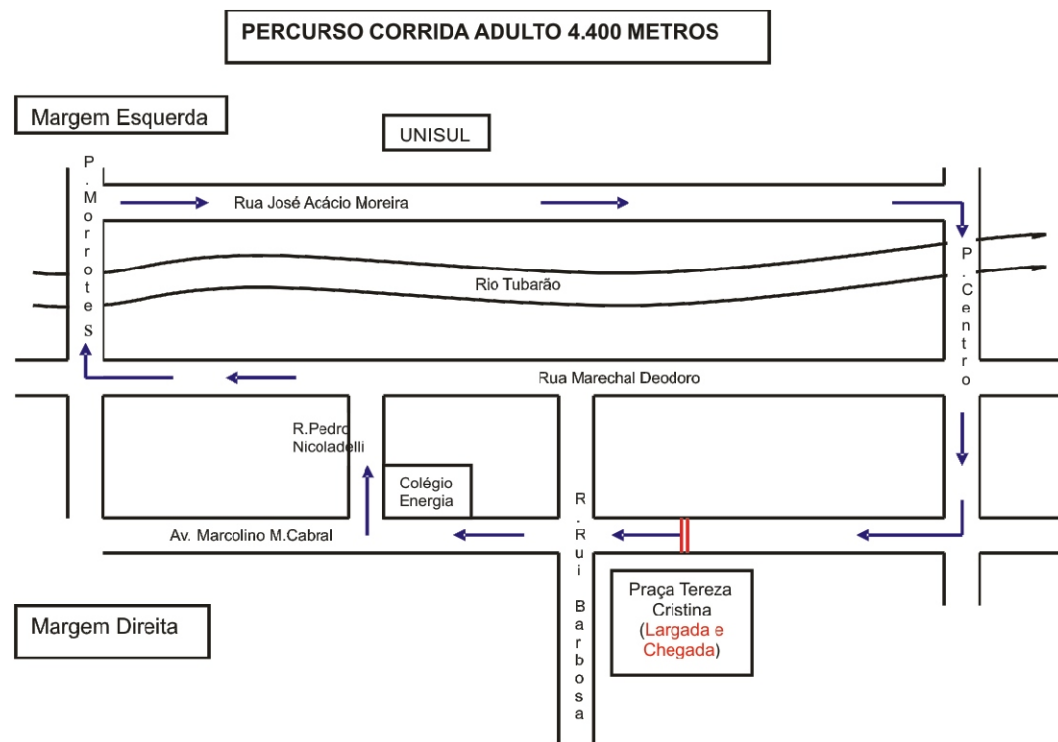 PERCURSO CORRIDA ADULTO 4.400 METROS
Margem Esquerda
UNISUL
P. Morrotes
Rua José Acácio Moreira
Rio Tubarão
P. Centro
Rua Marechal Deodoro
R.Pedro
Nicoladelli
Colégio
Energia
Av. Marcolino M.Cabral
R. Rui Barbosa
Praça Tereza
Cristina
(Largada e
Chegada)
Margem Direita